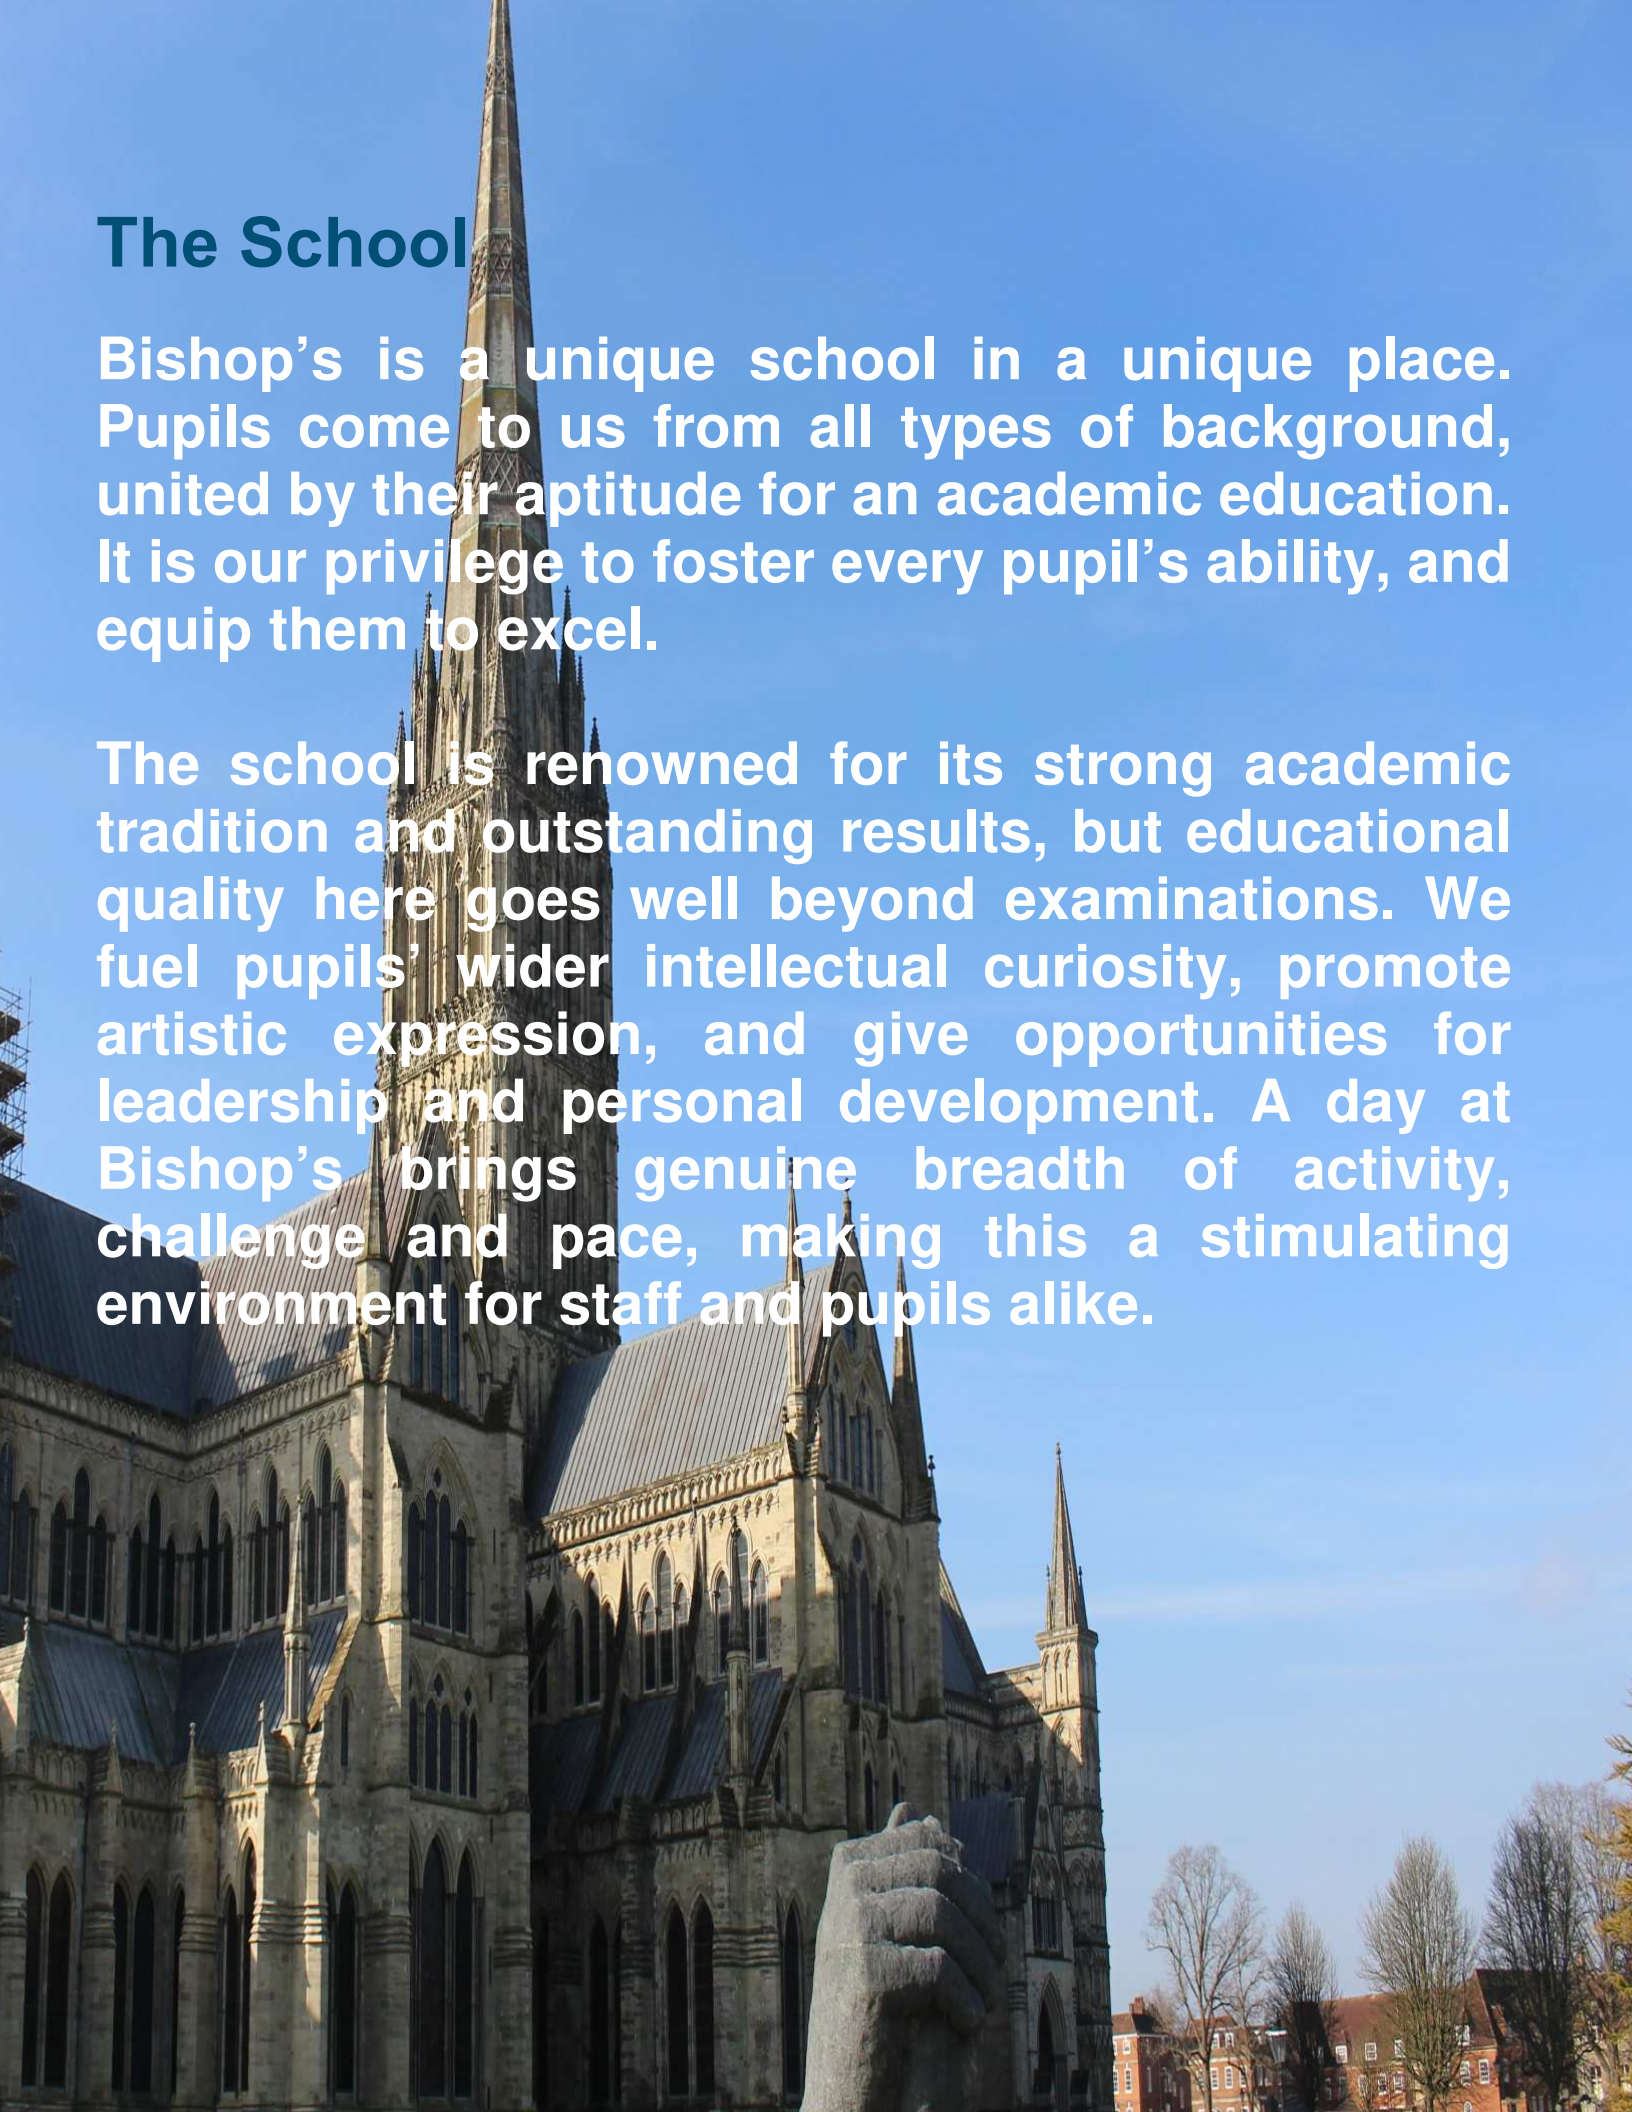 The School
Bishop’s is a unique school in a unique place.
Pupils come to us from all types of background,
united by their aptitude for an academic education.
It is our privilege to foster every pupil’s ability, and
equip them to excel.
The school is renowned for its strong academic
tradition and outstanding results, but educational
quality here goes well beyond examinations. We
fuel pupils’ wider intellectual curiosity, promote
artistic expression, and give opportunities for
leadership and personal development. A day at
Bishop’s brings genuine breadth of activity,
challenge and pace, making this a stimulating
environment for staff and pupils alike.